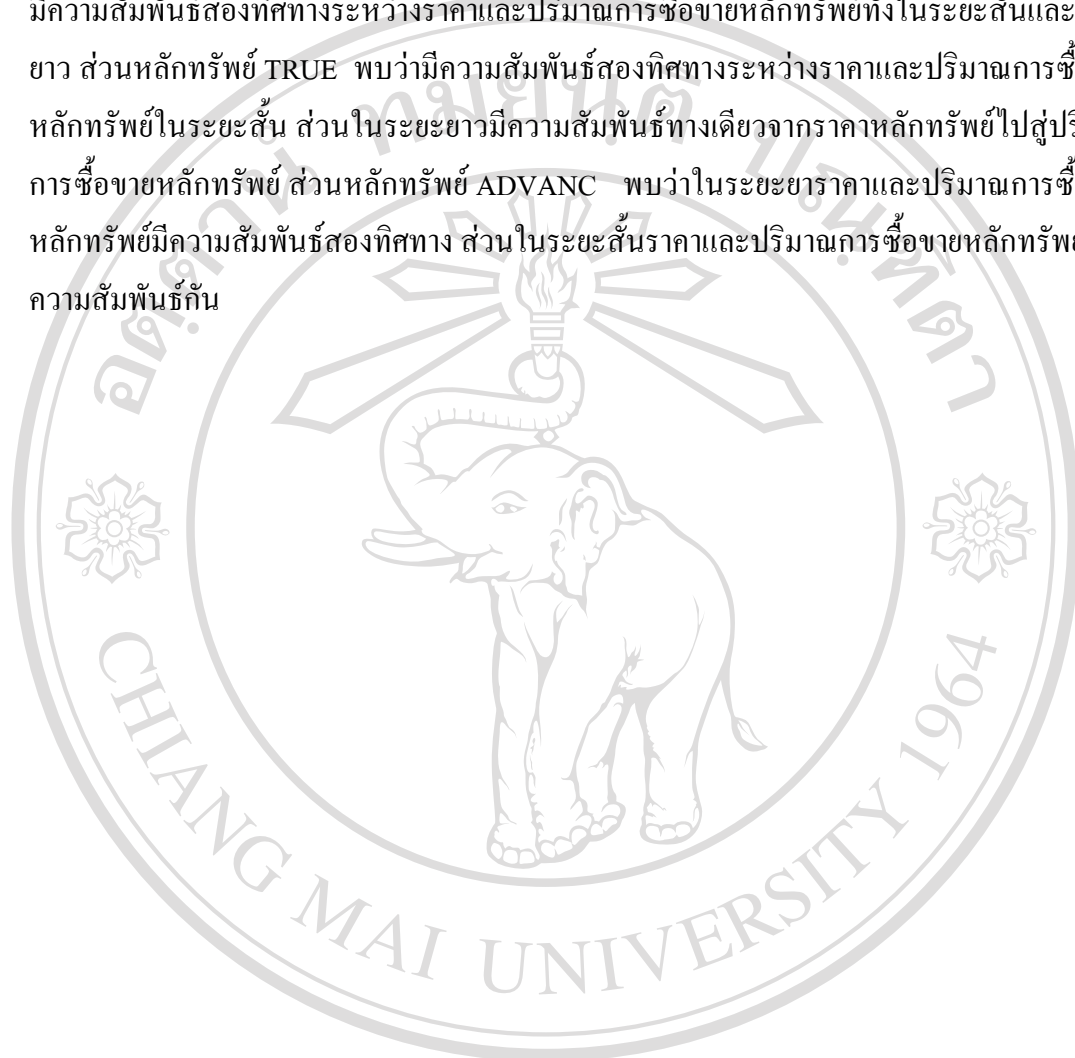 มีความสัมพันธ์สองทิศทางระหว่างราคาและปริมาณการซื้อขายหลักทรัพย์ทั้งในระยะสั้นและ
ยาว ส่วนหลักทรัพย์ TRUE พบว่ามีความสัมพันธ์สองทิศทางระหว่างราคาและปริมาณการซื้
หลักทรัพย์ในระยะสั้น ส่วนในระยะยาวมีความสัมพันธ์ทางเดียวจากราคาหลักทรัพย์ไปสู่ปริ
การซื้อขายหลักทรัพย์ ส่วนหลักทรัพย์ ADVANC พบว่าในระยะยาราคาและปริมาณการซื้
หลักทรัพย์มีความสัมพันธ์สองทิศทาง ส่วนในระยะสั้นราคาและปริมาณการซื้อขายหลักทรัพย์
ความสัมพันธ์กัน
อตฺตานํ ทมยนฺติ ปณฺฑิตา
CHIANG MAI UNIVERSITY 1964